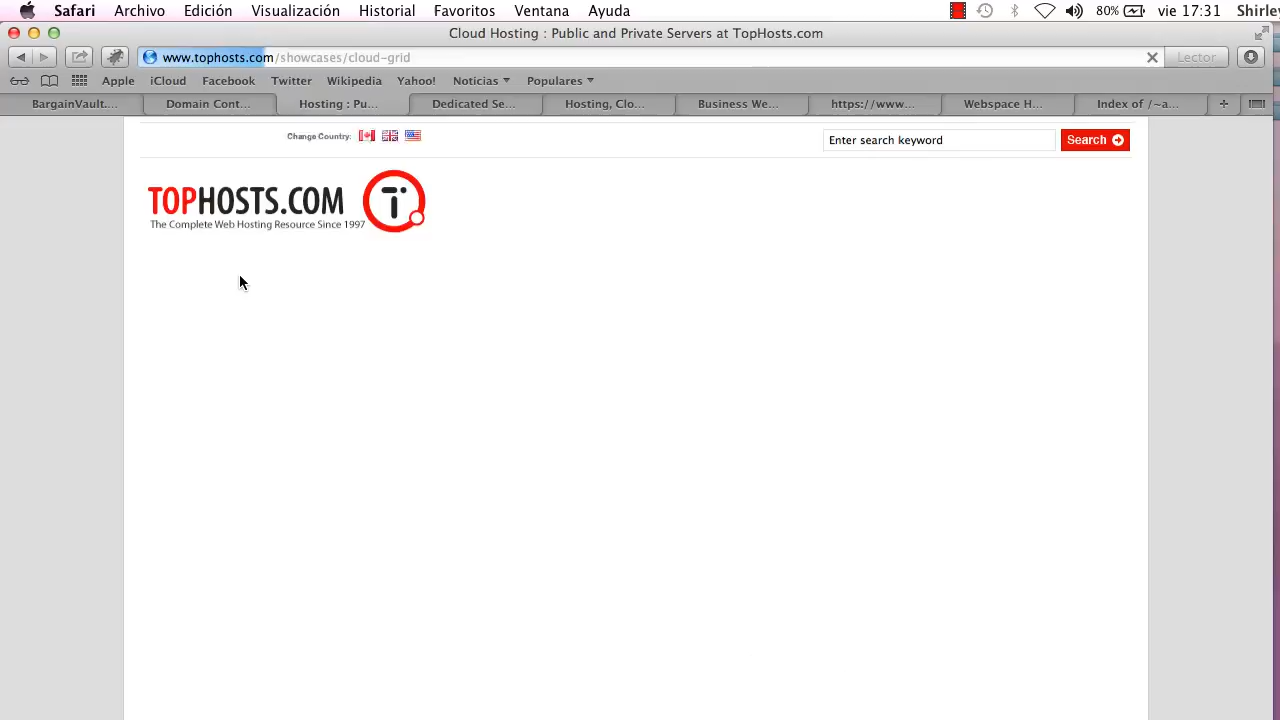 Safari Archivo Edición Visualización Historial Favoritos Ventana Ayuda 80% vie 17:31 Shirley
Cloud Hosting : Public and Private Servers at TopHosts.com
www.tophosts.com/showcases/cloud-grid Lector
Apple iCloud Facebook Twitter Wikipedia Yahoo! Noticias Populares
BargainVault.... Domain Cont... Hosting : Pu... Dedicated Se... Hosting, Clo... Business We... https://www... Webspace H... Index of /~a...
Change Country: Enter search keyword Search
TOPHOSTS.COM
The Complete Web Hosting Resource Since 1997